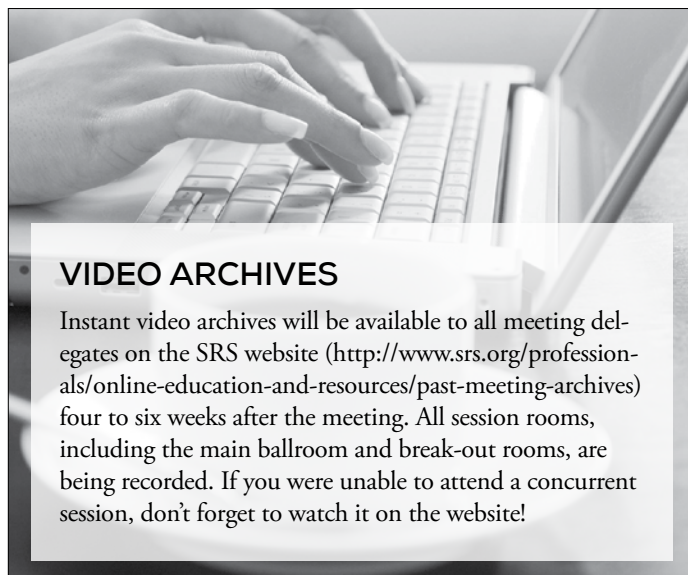 VIDEO ARCHIVES
Instant video archives will be available to all meeting del-
egates on the SRS website (http://www.srs.org/profession-
als/online-education-and-resources/past-meeting-archives)
four to six weeks after the meeting. All session rooms,
including the main ballroom and break-out rooms, are
being recorded. If you were unable to attend a concurrent
session, don’t forget to watch it on the website!